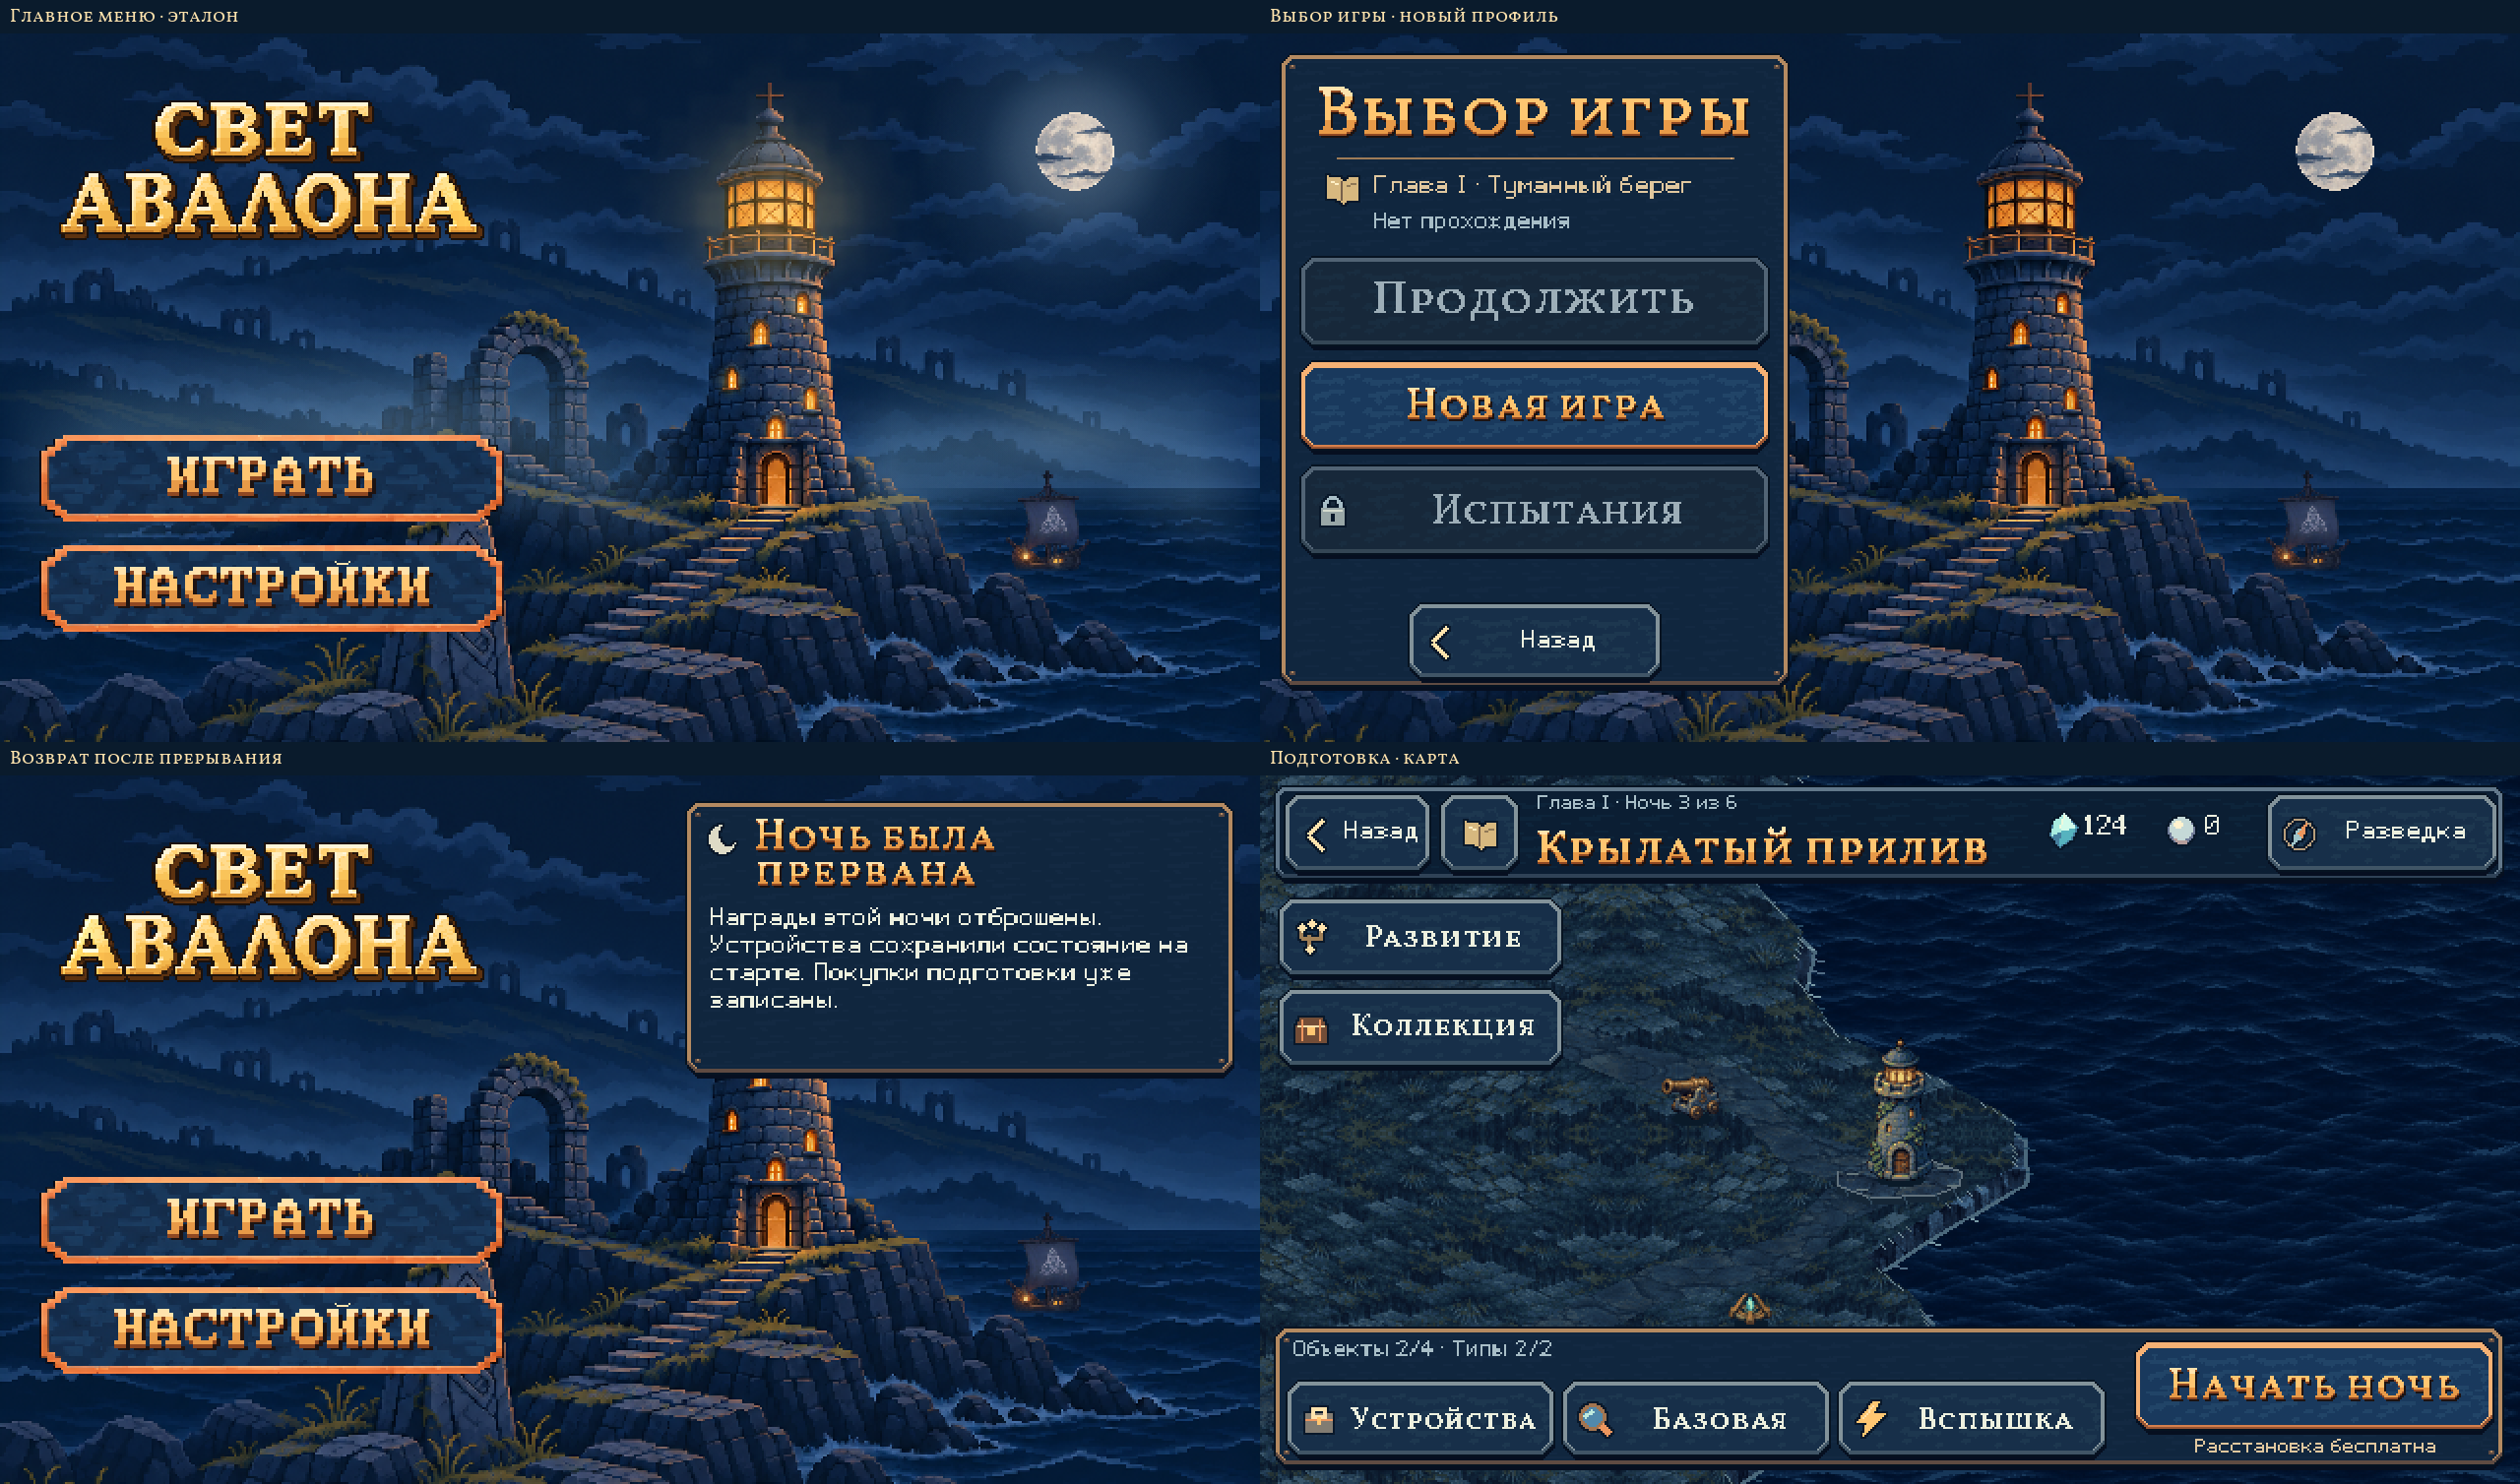 Главное меню · эталон
СВЕТ
АВАЛОНА
ИГРАТЬ
НАСТРОЙКИ
Выбор игры · новый профиль
Выбор игры
Глава I · Туманный берег
Нет прохождения
Продолжить
Новая игра
Испытания
Назад
Возврат после прерывания
СВЕТ
АВАЛОНА
Ночь была
прервана
Награды этой ночи отброшены.
Устройства сохранили состояние на
старте. Покупки подготовки уже
записаны.
ИГРАТЬ
НАСТРОЙКИ
Подготовка · карта
Назад
Глава I · Ночь 3 из 6
Крылатый прилив
124
0
Разведка
Развитие
Коллекция
Объекты 2/4 · Типы 2/2
Устройства
Базовая
Вспышка
Начать ночь
Расстановка бесплатна